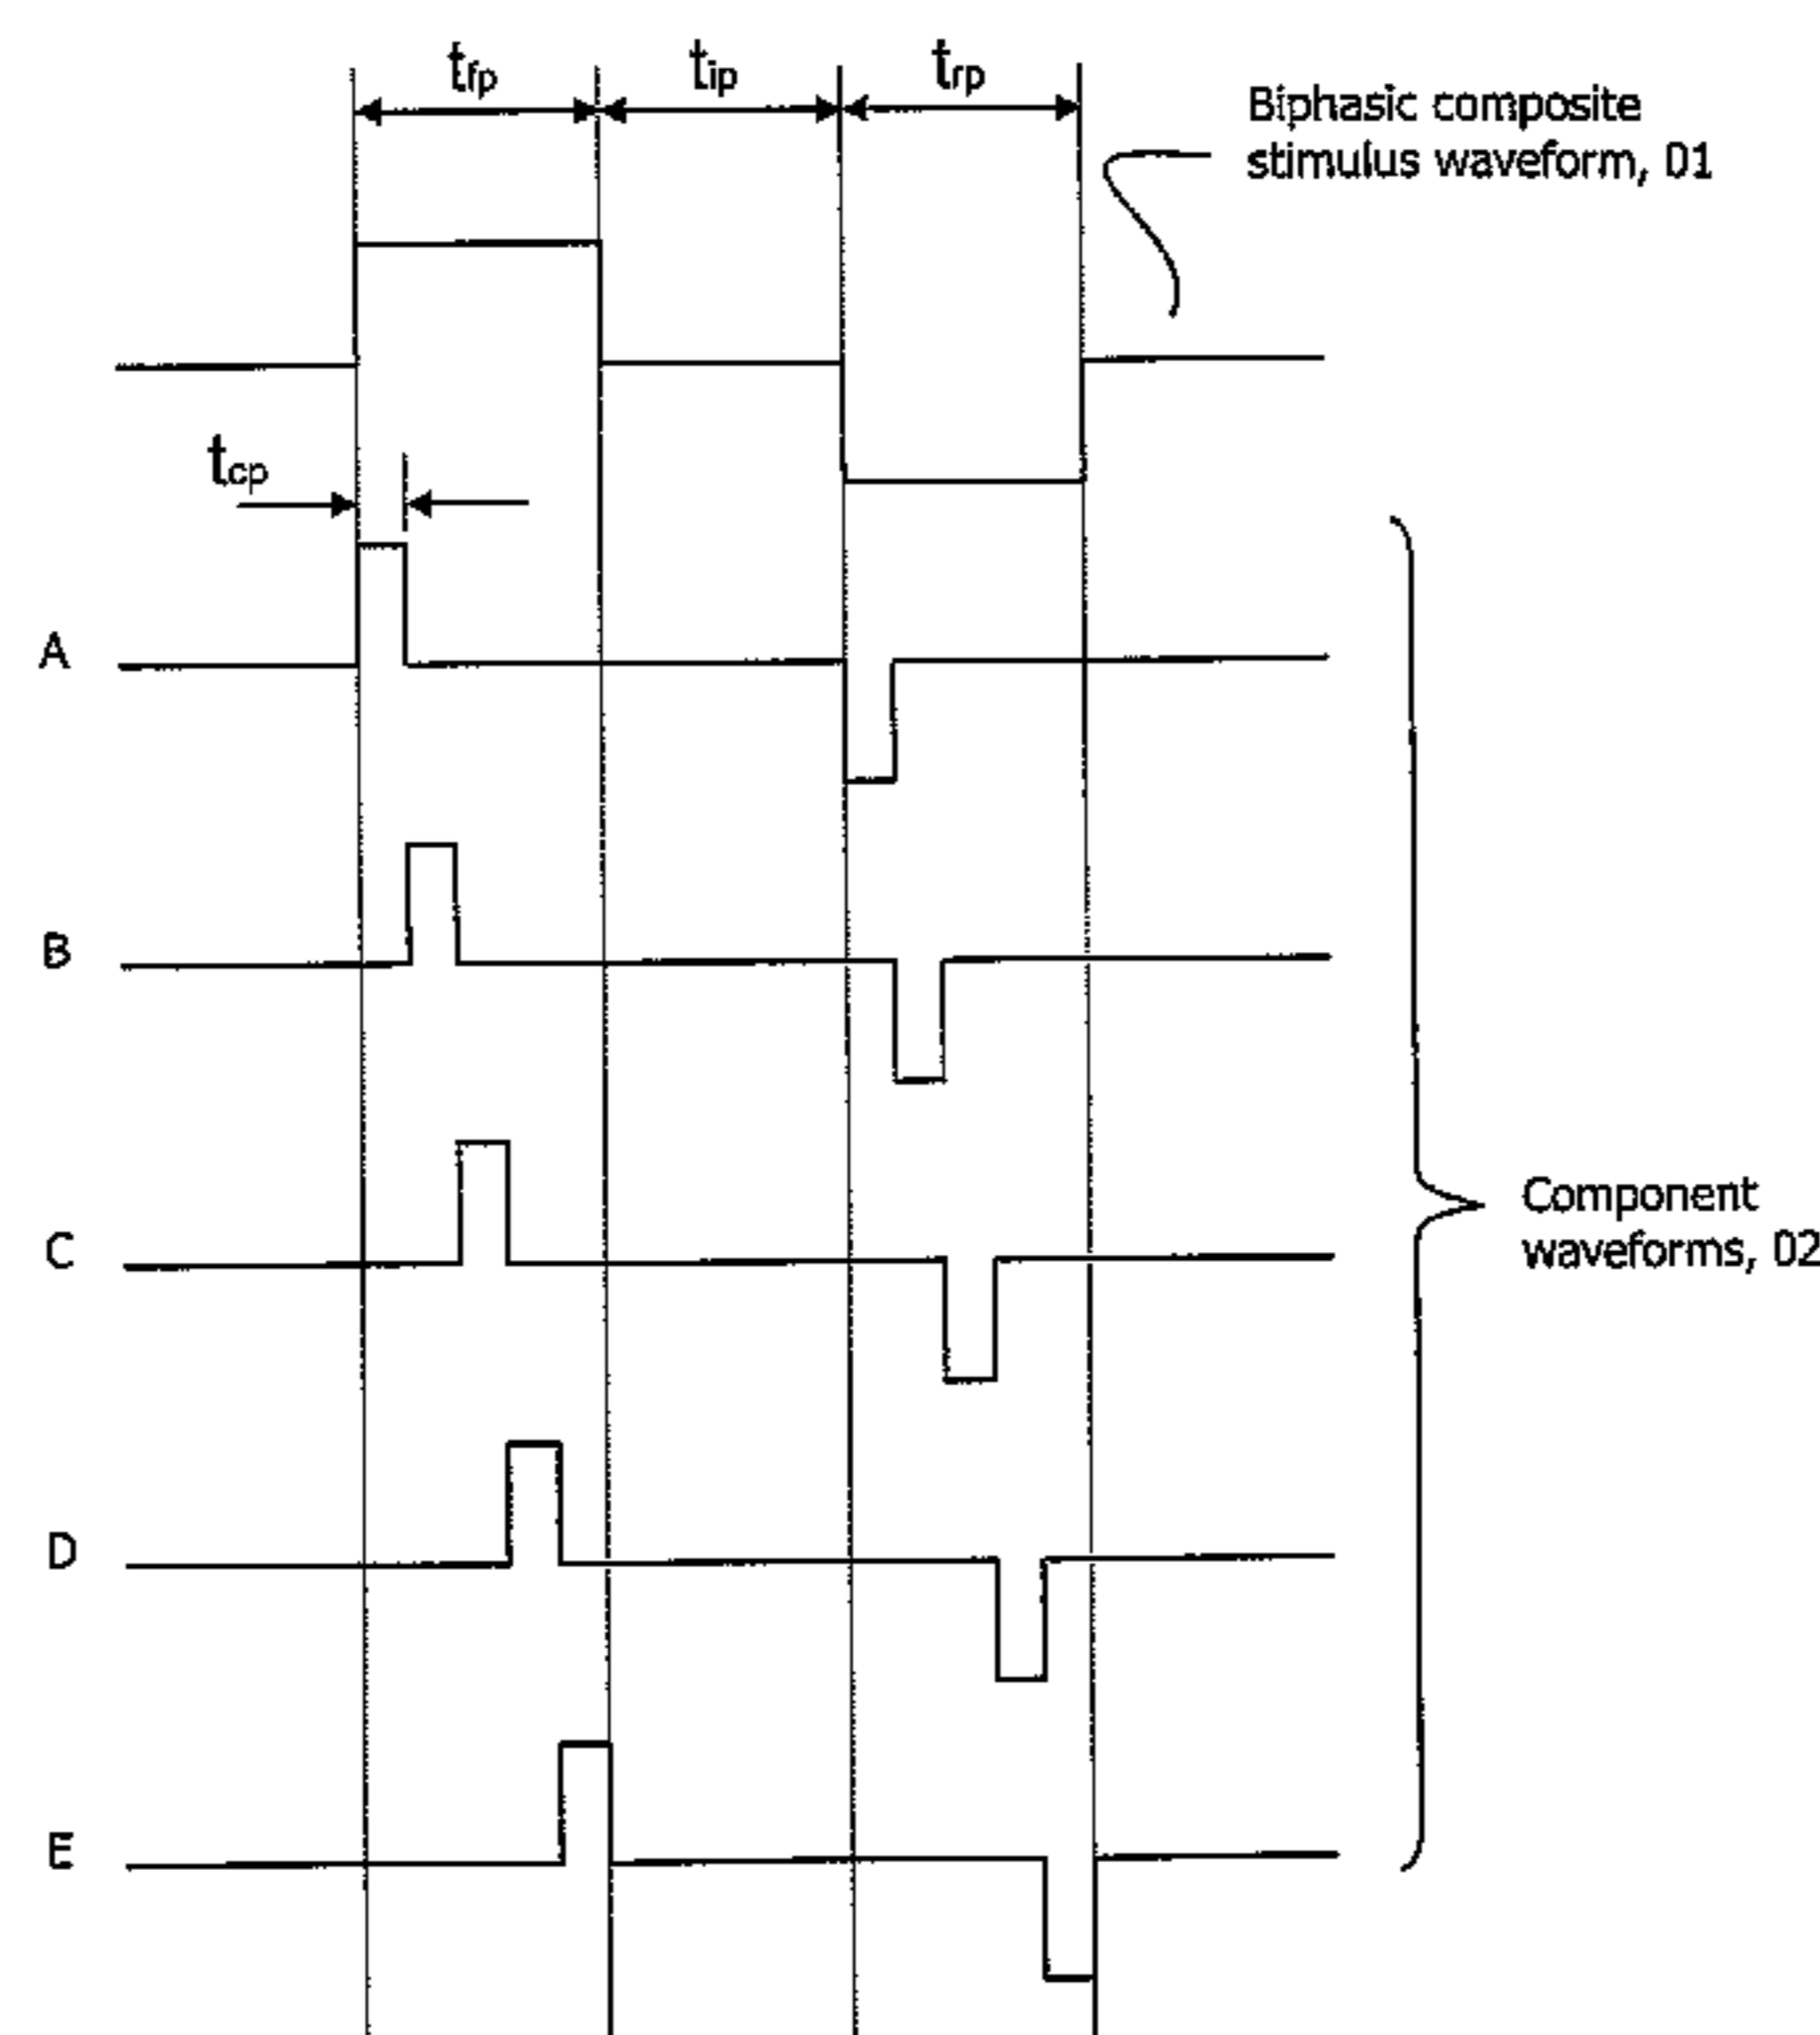 tfp
tip
trp
Biphasic composite
stimulus waveform, 01
tcp
A
B
C
Component
waveforms, 02
D
E